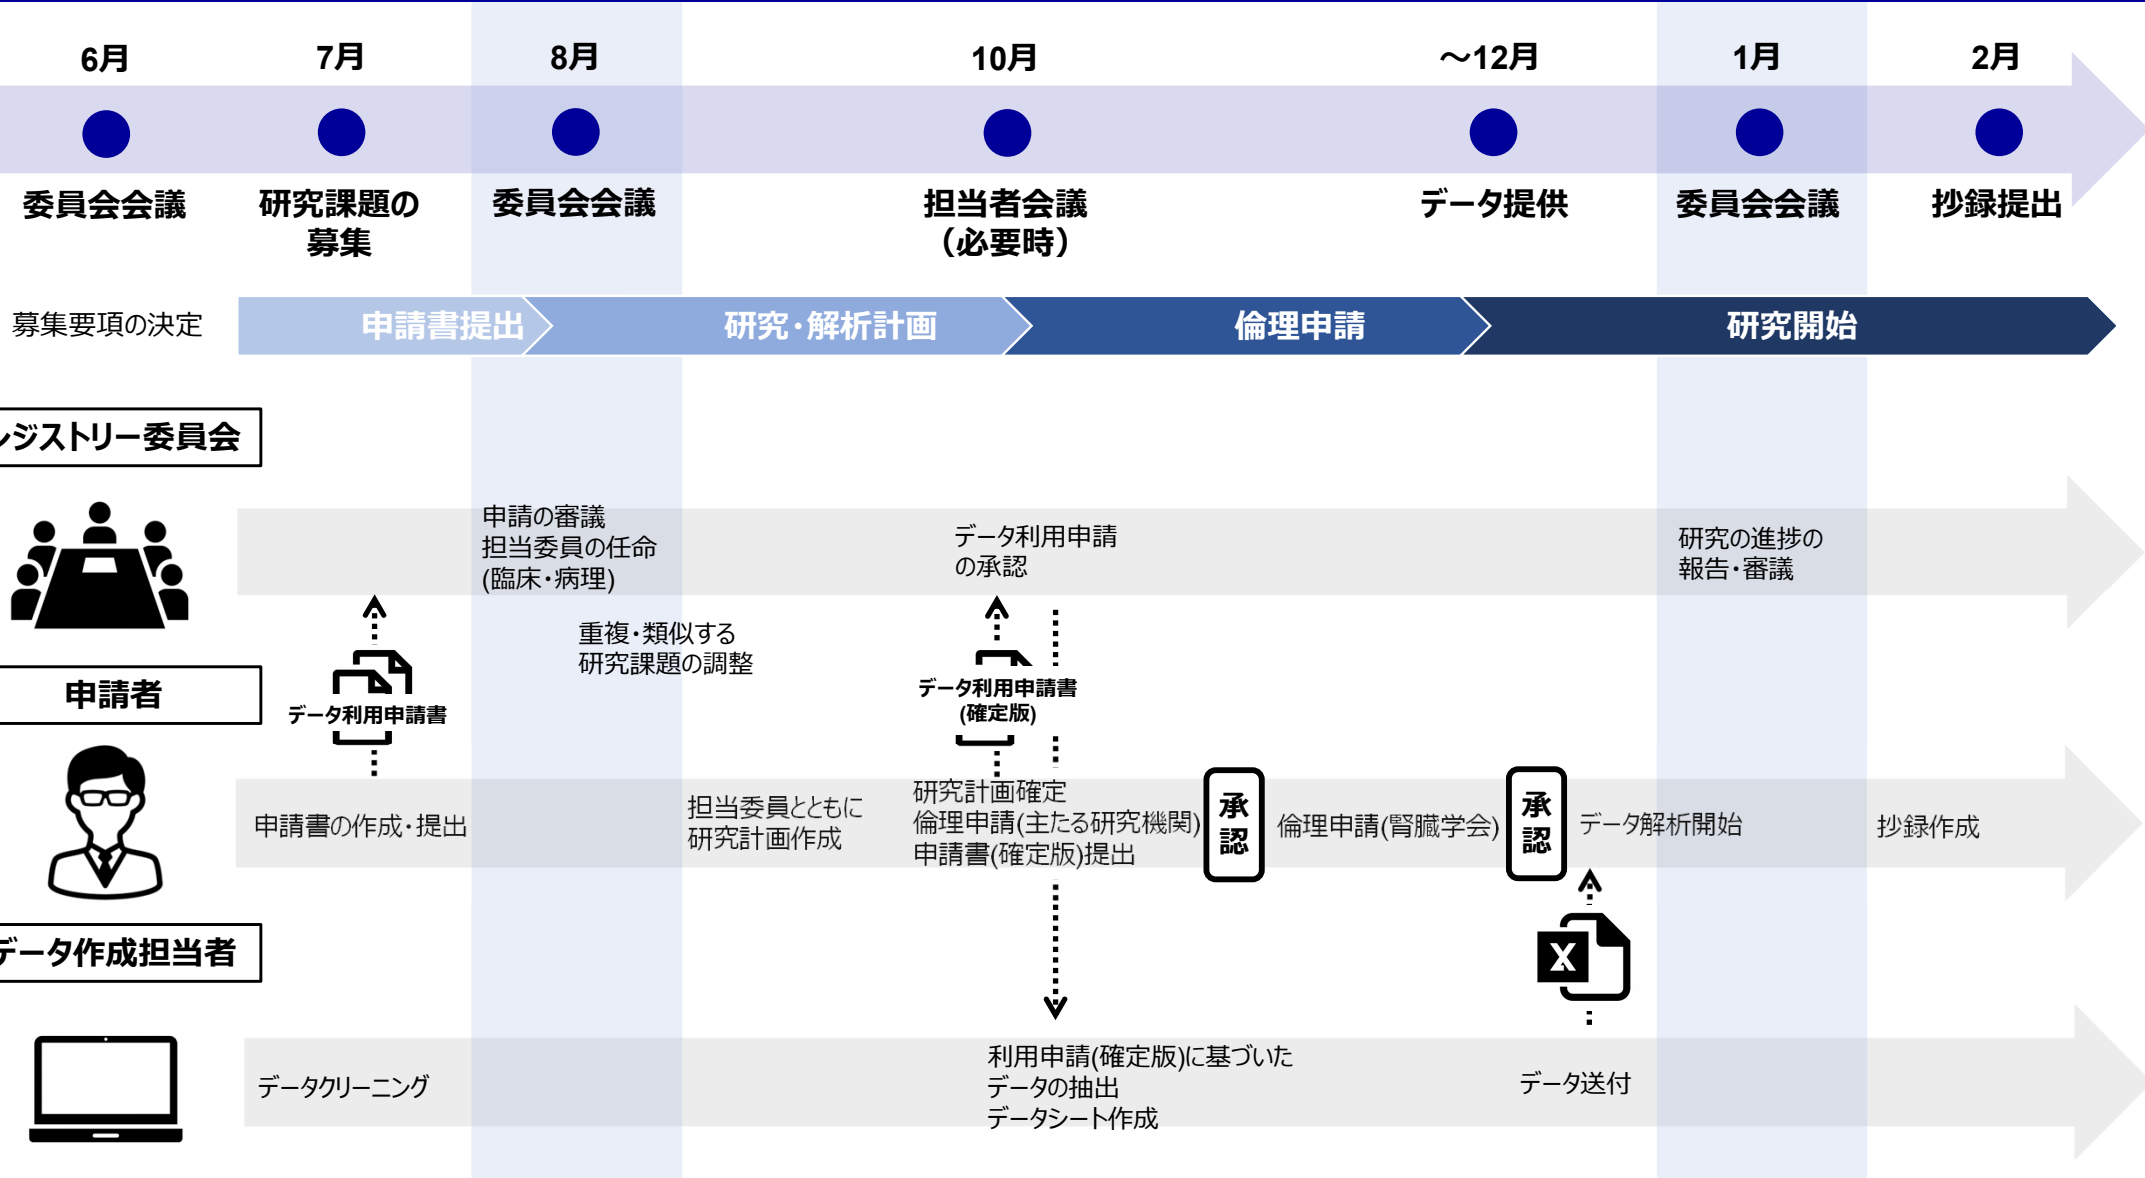 6月
7月
8月
10月
～12月
1月
2月
委員会会議
研究課題の
募集
委員会会議
担当者会議
（必要時）
データ提供
委員会会議
抄録提出
募集要項の決定
申請書提出
研究・解析計画
倫理申請
研究開始
レジストリー委員会
申請の審議
担当委員の任命
(臨床・病理)
データ利用申請
の承認
研究の進捗の
報告・審議
重複・類似する
研究課題の調整
申請者
データ利用申請書
データ利用申請書
(確定版)
申請書の作成・提出
担当委員とともに
研究計画作成
研究計画確定
倫理申請(主たる研究機関)
申請書(確定版)提出
承
認
倫理申請(腎臓学会)
承
認
データ解析開始
抄録作成
データ作成担当者
X
データクリーニング
利用申請(確定版)に基づいた
データの抽出
データシート作成
データ送付